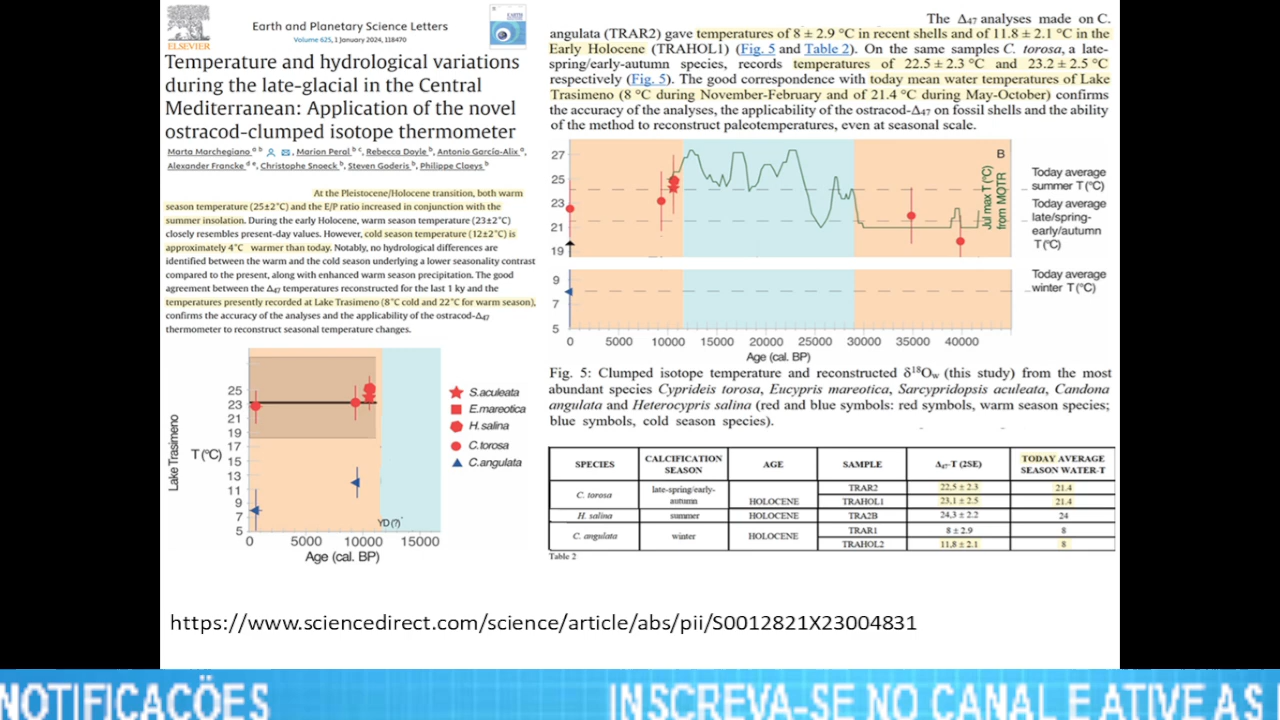 ELSEVIER
Earth and Planetary Science Letters
Volume 625, 1 January 2024, 118470
Temperature and hydrological variations
during the late-glacial in the Central
Mediterranean: Application of the novel
ostracod-clumped isotope thermometer
Marta Marchegiano a b, Marion Peral b c, Rebecca Doyle b, Antonio García-Alix a,
Alexander Francke d e, Christophe Snoeck b, Steven Goderis b, Philippe Claeys b
At the Pleistocene/Holocene transition, both warm
season temperature (25±2°C) and the E/P ratio increased in conjunction with the
summer insolation. During the early Holocene, warm season temperature (23±2°C)
closely resembles present-day values. However, cold season temperature (12±2°C) is
approximately 4°C warmer than today. Notably, no hydrological differences are
identified between the warm and the cold season underlying a lower seasonality contrast
compared to the present, along with enhanced warm season precipitation. The good
agreement between the Δ47 temperatures reconstructed for the last 1 ky and the
temperatures presently recorded at Lake Trasimeno (8°C cold and 22°C for warm season),
confirms the accuracy of the analyses and the applicability of the ostracod-Δ47
thermometer to reconstruct seasonal temperature changes.
Lake Trasimeno
T (°C)
25
23
21
19
17
15
13
11
9
7
5
YD (?)
0 5000 10000 15000
Age (cal. BP)
S.aculeata
E.mareotica
H.salina
C.torosa
C.angulata
The Δ47 analyses made on C.
angulata (TRAR2) gave temperatures of 8 ± 2.9 °C in recent shells and of 11.8 ± 2.1 °C in the
Early Holocene (TRAHOL1) (Fig. 5 and Table 2). On the same samples C. torosa, a late-
spring/early-autumn species, records temperatures of 22.5 ± 2.3 °C and 23.2 ± 2.5 °C
respectively (Fig. 5). The good correspondence with today mean water temperatures of Lake
Trasimeno (8 °C during November-February and of 21.4 °C during May-October) confirms
the accuracy of the analyses, the applicability of the ostracod-Δ47 on fossil shells and the ability
of the method to reconstruct paleotemperatures, even at seasonal scale.
B
27
25
23
21
19
9
7
5
Jul max T (°C)
from MQTR
Today average
summer T (°C)
Today average
late/spring-
early/autumn
T (°C)
Today average
winter T (°C)
0 5000 10000 15000 20000 25000 30000 35000 40000
Age (cal. BP)
Fig. 5: Clumped isotope temperature and reconstructed δ18Ow (this study) from the most
abundant species Cyprideis torosa, Eucypris mareotica, Sarcypridopsis aculeata, Candona
angulata and Heterocypris salina (red and blue symbols: red symbols, warm season species;
blue symbols, cold season species).
SPECIES CALCIFICATION SEASON AGE SAMPLE Δ47-T (2SE) TODAY AVERAGE SEASON WATER-T
C. torosa late-spring/early-autumn HOLOCENE TRAR2 22,5 ± 2.3 21.4
TRAHOL1 23,1 ± 2.5 21.4
H. salina summer HOLOCENE TRA2B 24,3 ± 2.2 24
C. angulata winter HOLOCENE TRAR1 8 ± 2.9 8
TRAHOL2 11,8 ± 2.1 8
Table 2
https://www.sciencedirect.com/science/article/abs/pii/S0012821X23004831
NOTIFICAÇÕES INSCREVA-SE NO CANAL E ATIVE AS